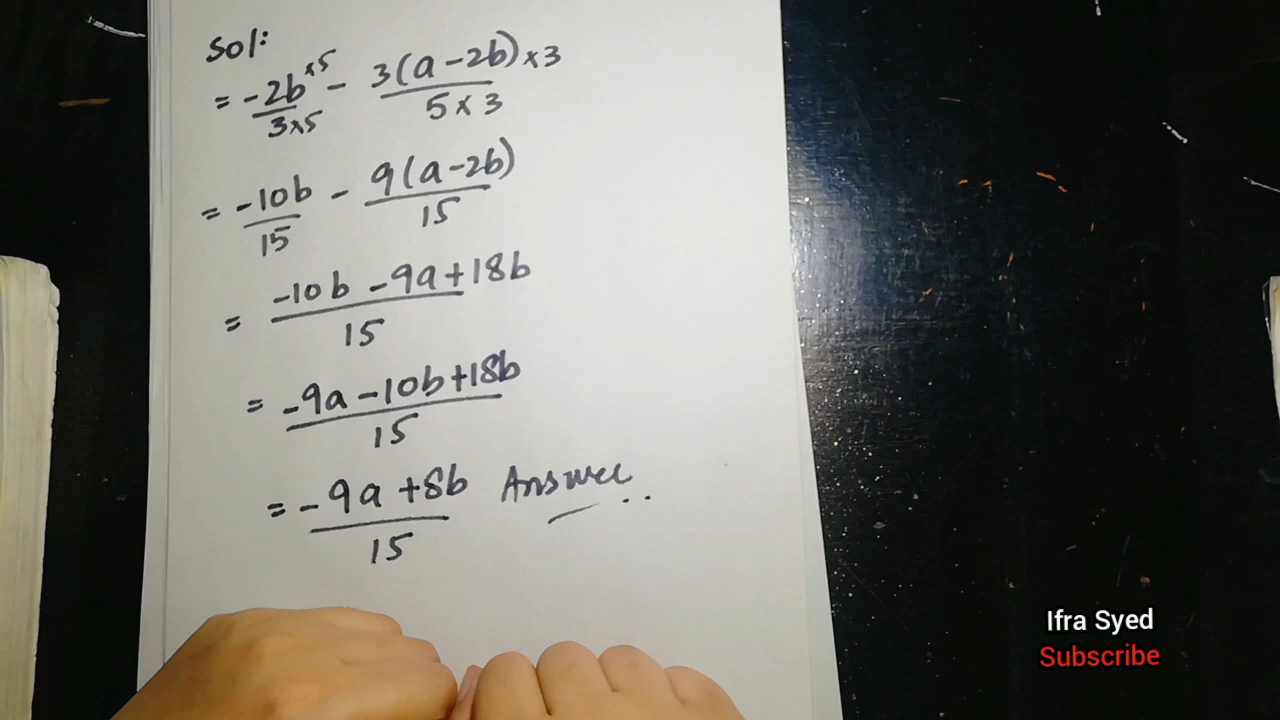 Sol:
= -2b×5/3×5 - 3(a-2b)×3/5×3
= -10b/15 - 9(a-2b)/15
= -10b-9a+18b/15
= -9a-10b+18b/15
= -9a+8b/15 Answer
Ifra Syed
Subscribe